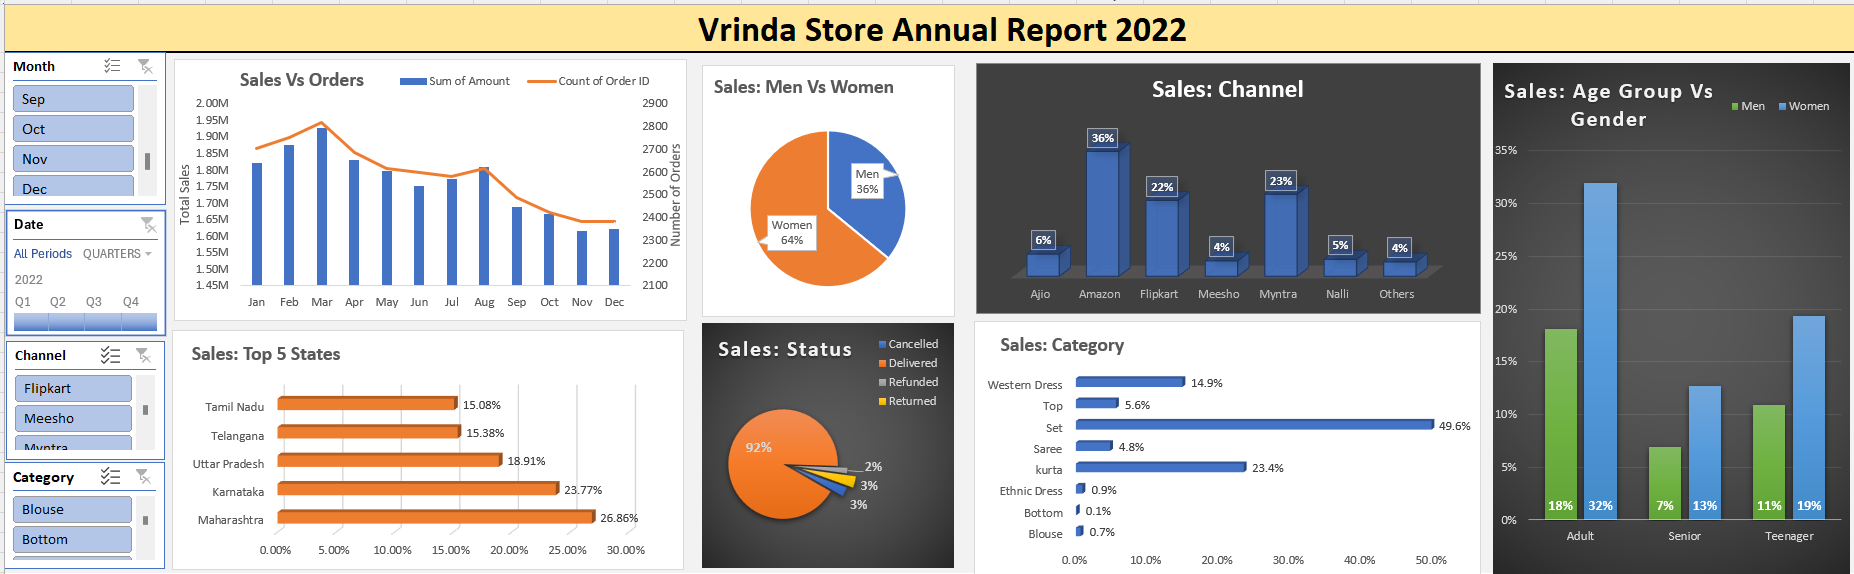 Vrinda Store Annual Report 2022
Month
Sep
Oct
Nov
Dec
Date
All Periods QUARTERS
2022
Q1 Q2 Q3 Q4
Channel
Flipkart
Meesho
Myntra
Category
Blouse
Bottom
Sales Vs Orders
Sum of Amount Count of Order ID
Total Sales
2.00M
1.95M
1.90M
1.85M
1.80M
1.75M
1.70M
1.65M
1.60M
1.55M
1.50M
1.45M
2900
2800
2700
2600
2500
2400
2300
2200
2100
Number of Orders
Jan Feb Mar Apr May Jun Jul Aug Sep Oct Nov Dec
Sales: Top 5 States
Tamil Nadu 15.08%
Telangana 15.38%
Uttar Pradesh 18.91%
Karnataka 23.77%
Maharashtra 26.86%
0.00% 5.00% 10.00% 15.00% 20.00% 25.00% 30.00%
Sales: Men Vs Women
Men
36%
Women
64%
Sales: Status
Cancelled
Delivered
Refunded
Returned
92%
2%
3%
3%
Sales: Channel
6% 36% 22% 4% 23% 5% 4%
Ajio Amazon Flipkart Meesho Myntra Nalli Others
Sales: Category
Western Dress 14.9%
Top 5.6%
Set 49.6%
Saree 4.8%
kurta 23.4%
Ethnic Dress 0.9%
Bottom 0.1%
Blouse 0.7%
0.0% 10.0% 20.0% 30.0% 40.0% 50.0%
Sales: Age Group Vs
Gender
Men Women
35%
30%
25%
20%
15%
10%
5%
0%
18% 32% 7% 13% 11% 19%
Adult Senior Teenager